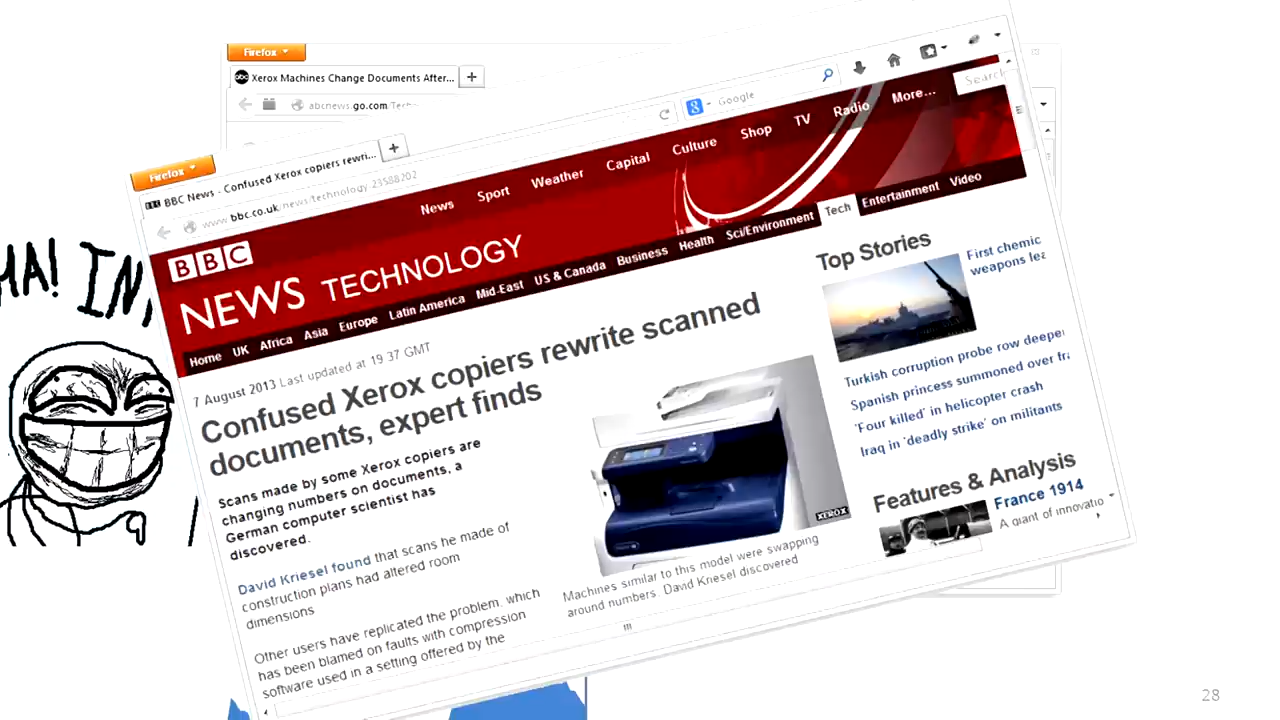 Firefox
Xerox Machines Change Documents After...
+
abcnews.go.com/Tech
Firefox
BBC News - Confused Xerox copiers rewri...
+
www.bbc.co.uk/news/technology-23588202
Google
Search
BBC
NEWS TECHNOLOGY
News Sport Weather Capital Culture Shop TV Radio More...
Home UK Africa Asia Europe Latin America Mid-East US & Canada Business Health Sci/Environment Tech Entertainment Video
7 August 2013 Last updated at 19:37 GMT
Confused Xerox copiers rewrite scanned
documents, expert finds
Scans made by some Xerox copiers are
changing numbers on documents, a
German computer scientist has
discovered.
David Kriesel found that scans he made of
construction plans had altered room
dimensions
Other users have replicated the problem, which
has been blamed on faults with compression
software used in a setting offered by the
XEROX
Machines similar to this model were swapping
around numbers, David Kriesel discovered
Top Stories
First chemic
weapons lea
Turkish corruption probe row deepen
Spanish princess summoned over fra
'Four killed' in helicopter crash
Iraq in 'deadly strike' on militants
Features & Analysis
France 1914
A giant of innovatio
MA! IN
28